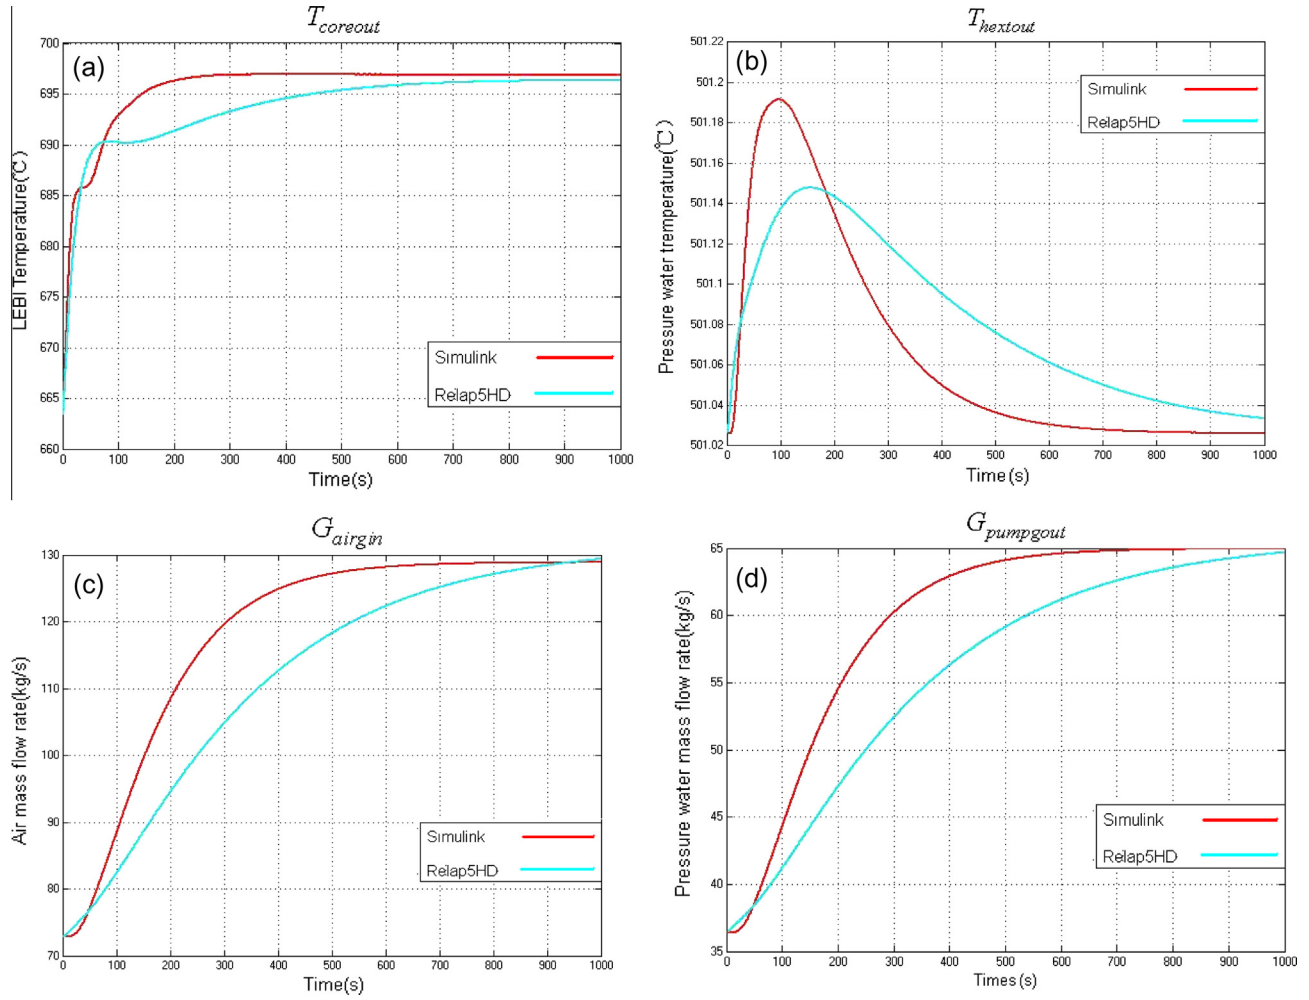 T_coreout
(a)
700
695
690
685
680
675
670
665
660
LEBI Temperature(℃)
Simulink
Relap5HD
0 100 200 300 400 500 600 700 800 900 1000
Time(s)
T_hextout
(b)
501.22
501.2
501.18
501.16
501.14
501.12
501.1
501.08
501.06
501.04
501.02
Pressure water tremperature(℃)
Simulink
Relap5HD
0 100 200 300 400 500 600 700 800 900 1000
Time(s)
G_airgin
(c)
130
120
110
100
90
80
70
Air mass flow rate(kg/s)
Simulink
Relap5HD
0 100 200 300 400 500 600 700 800 900 1000
Time(s)
G_pumpgout
(d)
65
60
55
50
45
40
35
Pressure water mass flow rate(kg/s)
Simulink
Relap5HD
0 100 200 300 400 500 600 700 800 900 1000
Times(s)